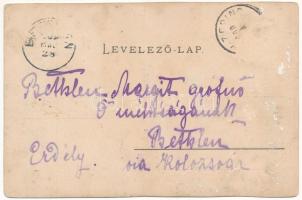 LEVELEZŐ-LAP.
Bethlen Margit grófnő
Ő méltóságának
Bethlen
Erdély. via Kolozsvár